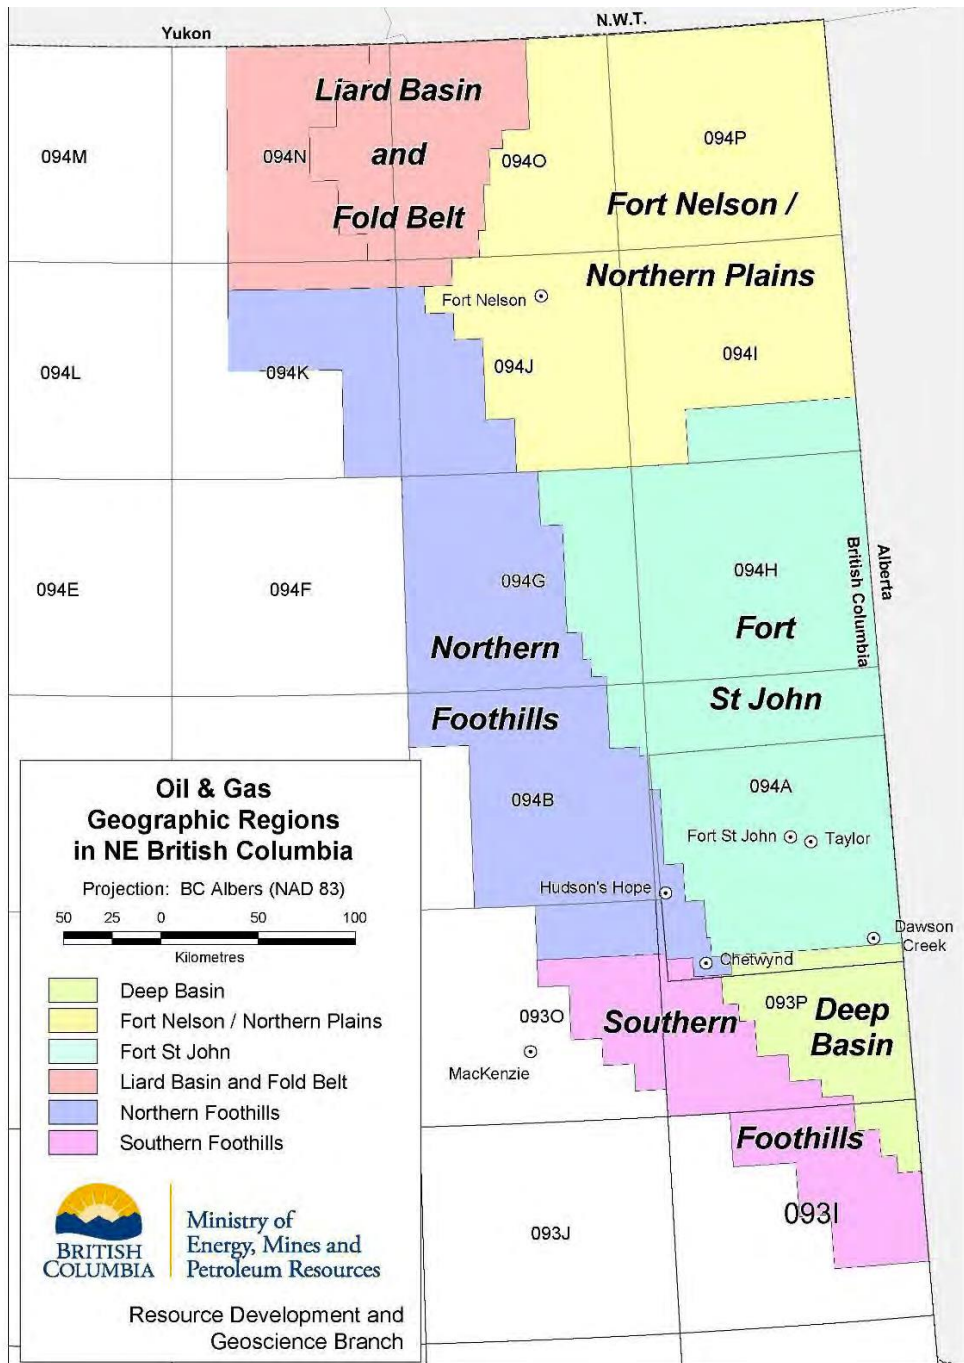 Yukon
N.W.T.
Liard Basin
and
Fold Belt
094M
094N
094O
094P
Fort Nelson /
Northern Plains
Fort Nelson
094L
094K
094J
094I
094E
094F
094G
094H
Alberta
British Columbia
Northern
Foothills
Fort
St John
094B
094A
Fort St John
Taylor
Hudson's Hope
Dawson
Creek
Chetwynd
093O
Southern
093P
Deep
Basin
MacKenzie
Foothills
093J
093I
Oil & Gas
Geographic Regions
in NE British Columbia
Projection: BC Albers (NAD 83)
50 25 0 50 100
Kilometres
Deep Basin
Fort Nelson / Northern Plains
Fort St John
Liard Basin and Fold Belt
Northern Foothills
Southern Foothills
BRITISH
COLUMBIA
Ministry of
Energy, Mines and
Petroleum Resources
Resource Development and
Geoscience Branch